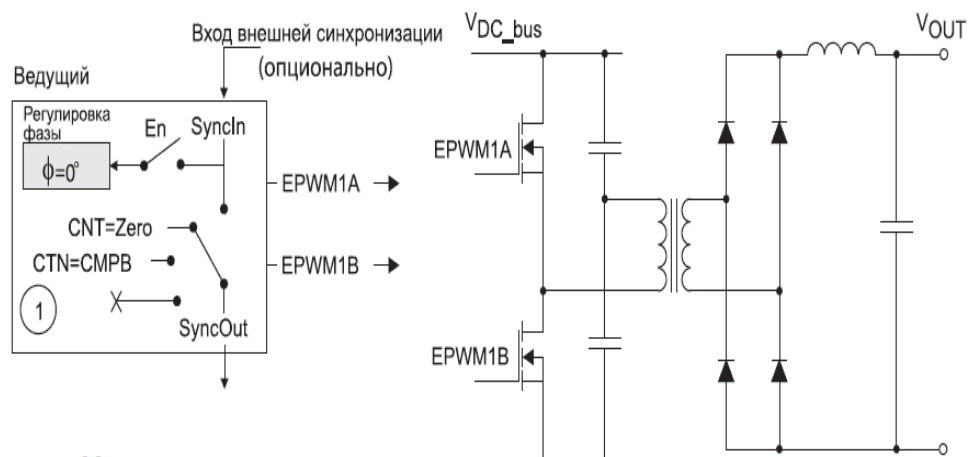 Вход внешней синхронизации
(опционально)
Ведущий
Регулировка
фазы
ϕ=0°
En
SyncIn
CNT=Zero
CTN=CMPB
1
SyncOut
EPWM1A
EPWM1B
VDC_bus
EPWM1A
EPWM1B
VOUT